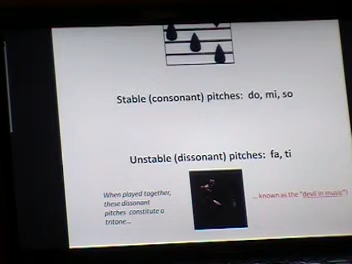 Stable (consonant) pitches: do, mi, so
Unstable (dissonant) pitches: fa, ti
When played together,
these dissonant
pitches constitute a
tritone...
... known as the "devil in music"!